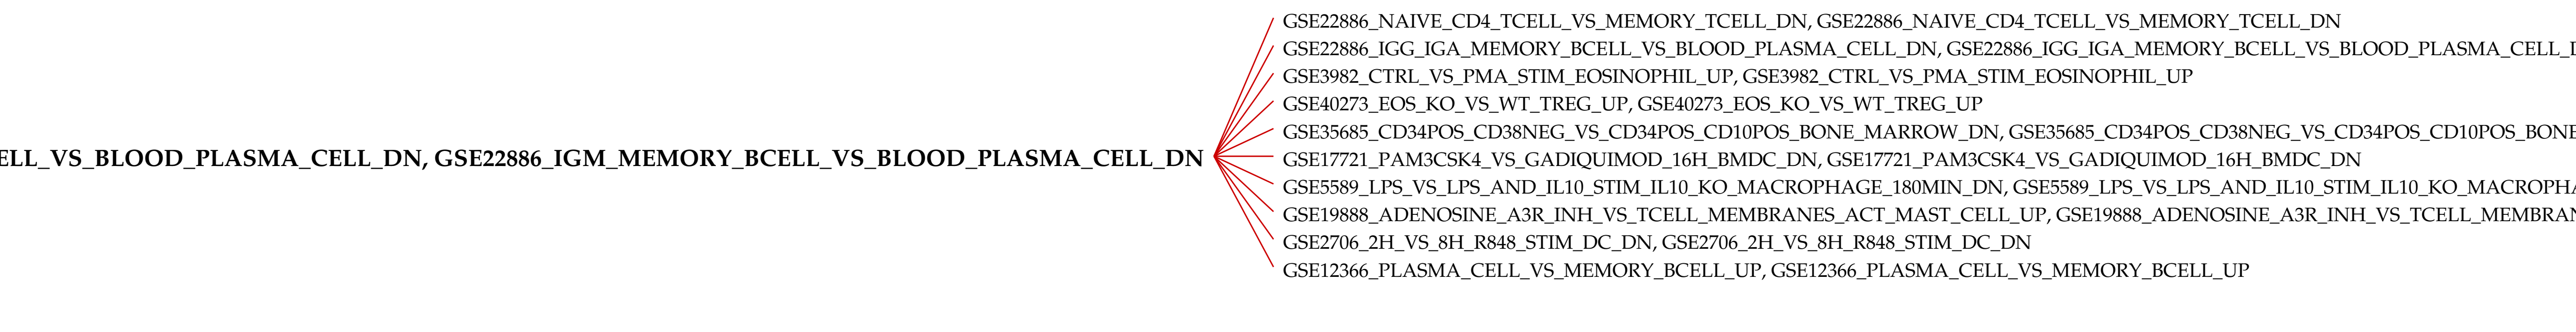 GSE22886_NAIVE_CD4_TCELL_VS_MEMORY_TCELL_DN, GSE22886_NAIVE_CD4_TCELL_VS_MEMORY_TCELL_DN
GSE22886_IGG_IGA_MEMORY_BCELL_VS_BLOOD_PLASMA_CELL_DN, GSE22886_IGG_IGA_MEMORY_BCELL_VS_BLOOD_PLASMA_CELL_
GSE3982_CTRL_VS_PMA_STIM_EOSINOPHIL_UP, GSE3982_CTRL_VS_PMA_STIM_EOSINOPHIL_UP
GSE40273_EOS_KO_VS_WT_TREG_UP, GSE40273_EOS_KO_VS_WT_TREG_UP
GSE35685_CD34POS_CD38NEG_VS_CD34POS_CD10POS_BONE_MARROW_DN, GSE35685_CD34POS_CD38NEG_VS_CD34POS_CD10POS_BONE
ELL_VS_BLOOD_PLASMA_CELL_DN, GSE22886_IGM_MEMORY_BCELL_VS_BLOOD_PLASMA_CELL_DN
GSE17721_PAM3CSK4_VS_GADIQUIMOD_16H_BMDC_DN, GSE17721_PAM3CSK4_VS_GADIQUIMOD_16H_BMDC_DN
GSE5589_LPS_VS_LPS_AND_IL10_STIM_IL10_KO_MACROPHAGE_180MIN_DN, GSE5589_LPS_VS_LPS_AND_IL10_STIM_IL10_KO_MACROPHA
GSE19888_ADENOSINE_A3R_INH_VS_TCELL_MEMBRANES_ACT_MAST_CELL_UP, GSE19888_ADENOSINE_A3R_INH_VS_TCELL_MEMBRAN
GSE2706_2H_VS_8H_R848_STIM_DC_DN, GSE2706_2H_VS_8H_R848_STIM_DC_DN
GSE12366_PLASMA_CELL_VS_MEMORY_BCELL_UP, GSE12366_PLASMA_CELL_VS_MEMORY_BCELL_UP